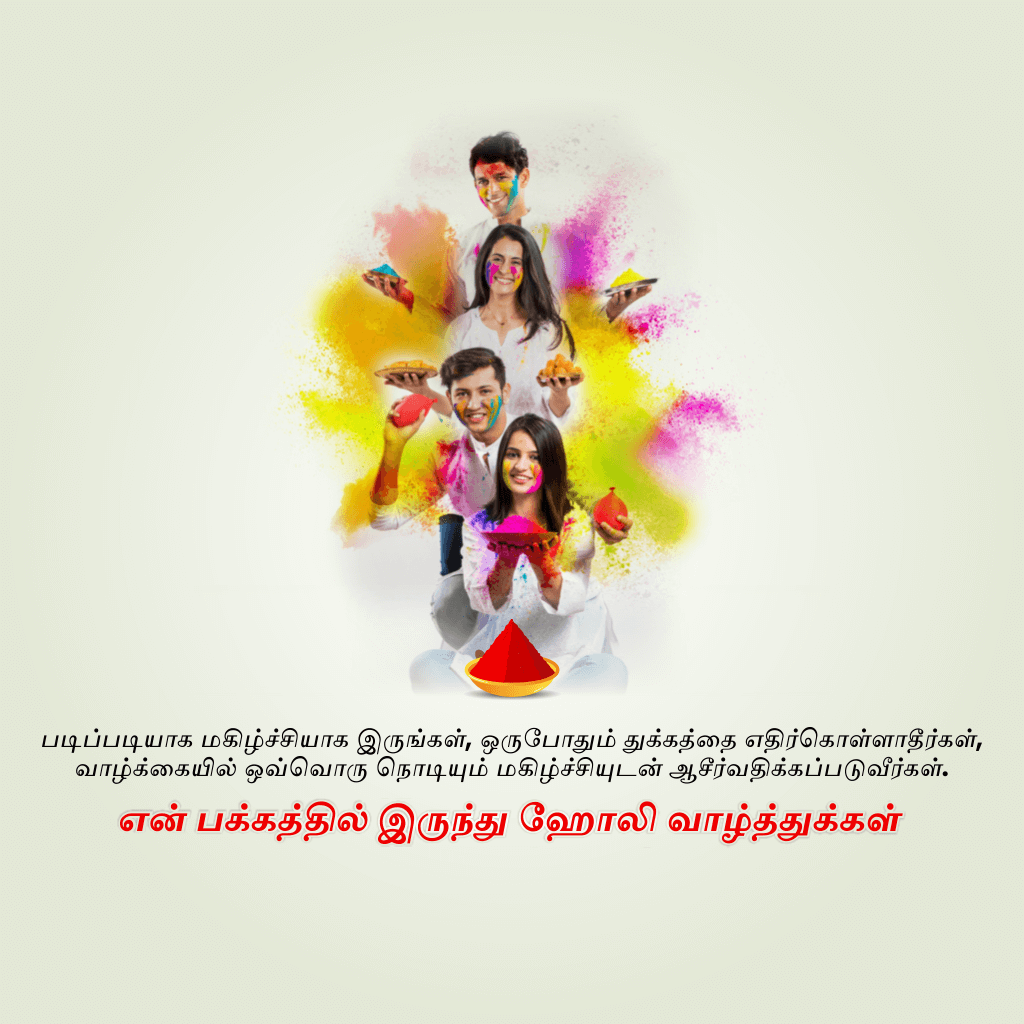 படிப்படியாக மகிழ்ச்சியாக இருங்கள், ஒருபோதும் துக்கத்தை எதிர்கொள்ளாதீர்கள்,
வாழ்க்கையில் ஒவ்வொரு நொடியும் மகிழ்ச்சியுடன் ஆசீர்வதிக்கப்படுவீர்கள்.
என் பக்கத்தில் இருந்து ஹோலி வாழ்த்துக்கள்